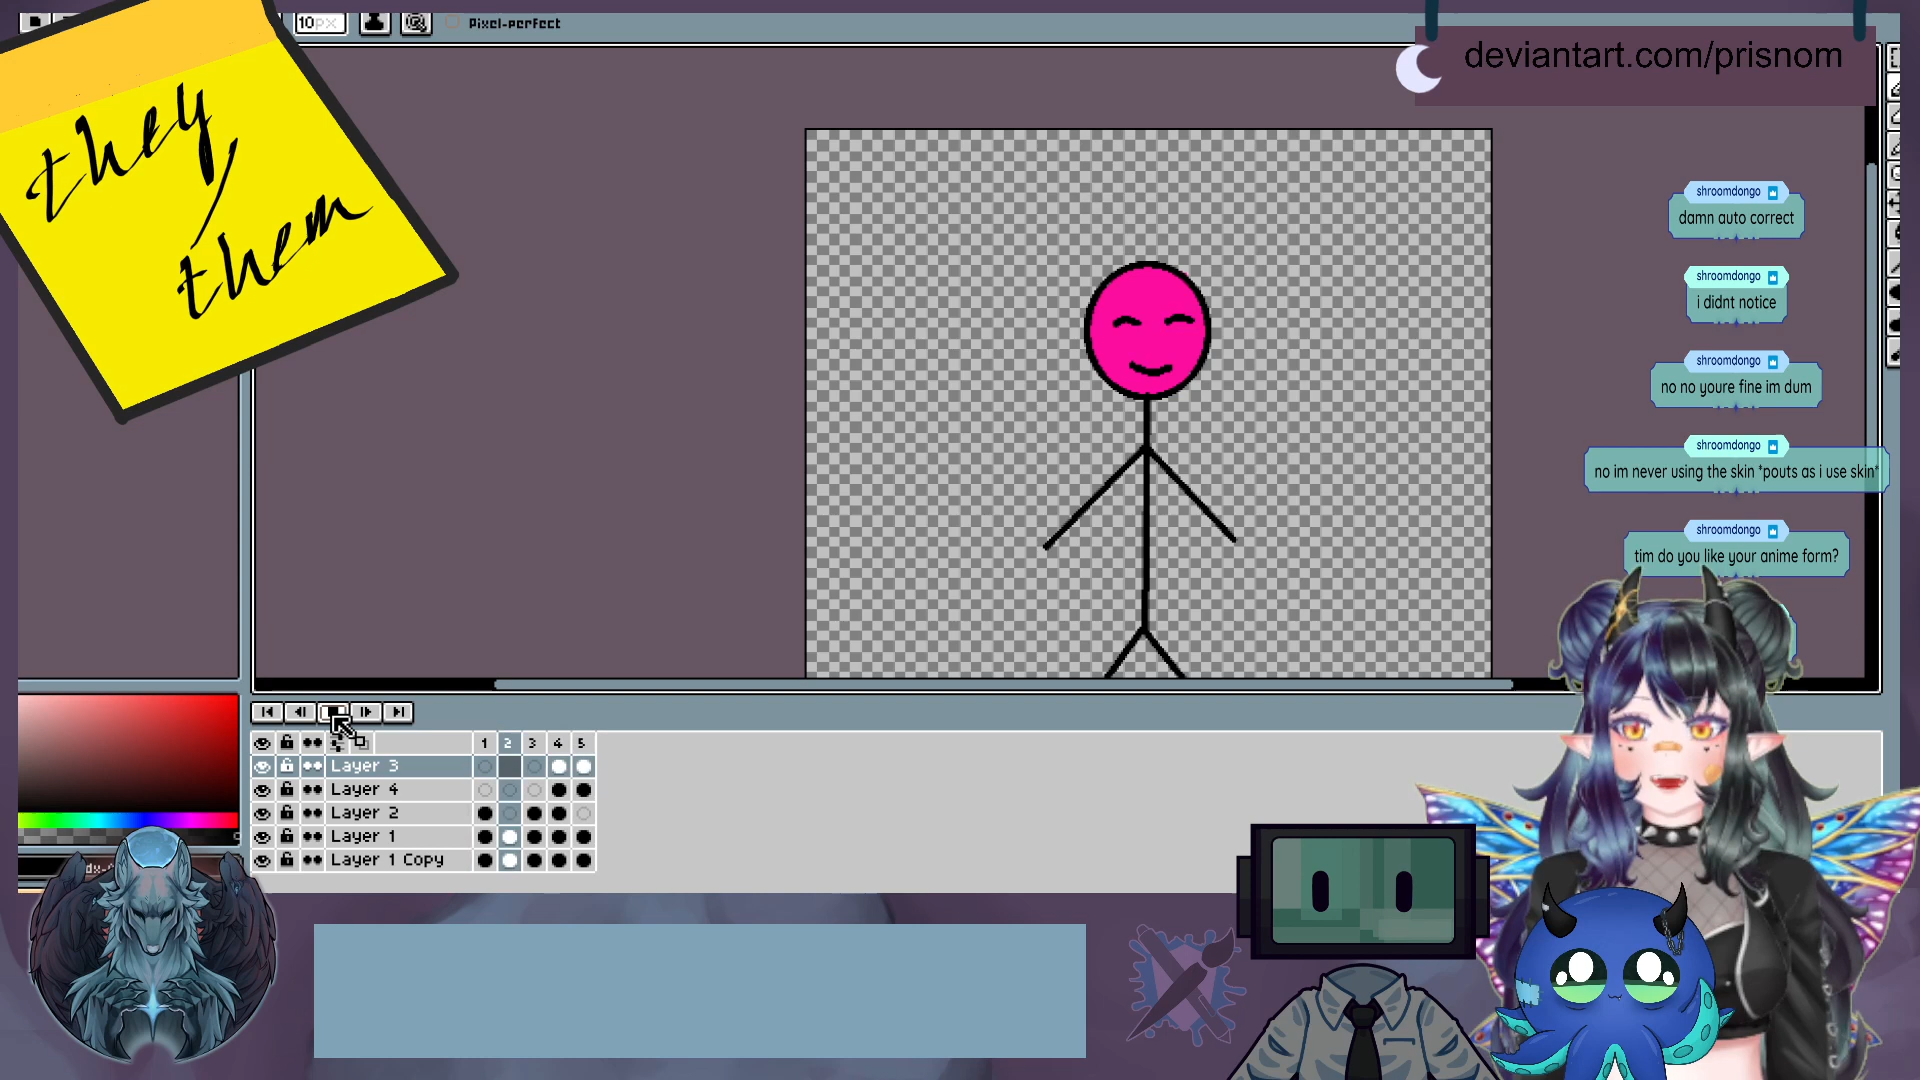 10px
Pixel-perfect
deviantart.com/prisnom
they
/
them
shroomdongo
damn auto correct
shroomdongo
i didnt notice
shroomdongo
no no youre fine im dum
shroomdongo
no im never using the skin *pouts as i use skin*
shroomdongo
tim do you like your anime form?
1 2 3 4 5
Layer 3
Layer 4
Layer 2
Layer 1
Layer 1 Copy